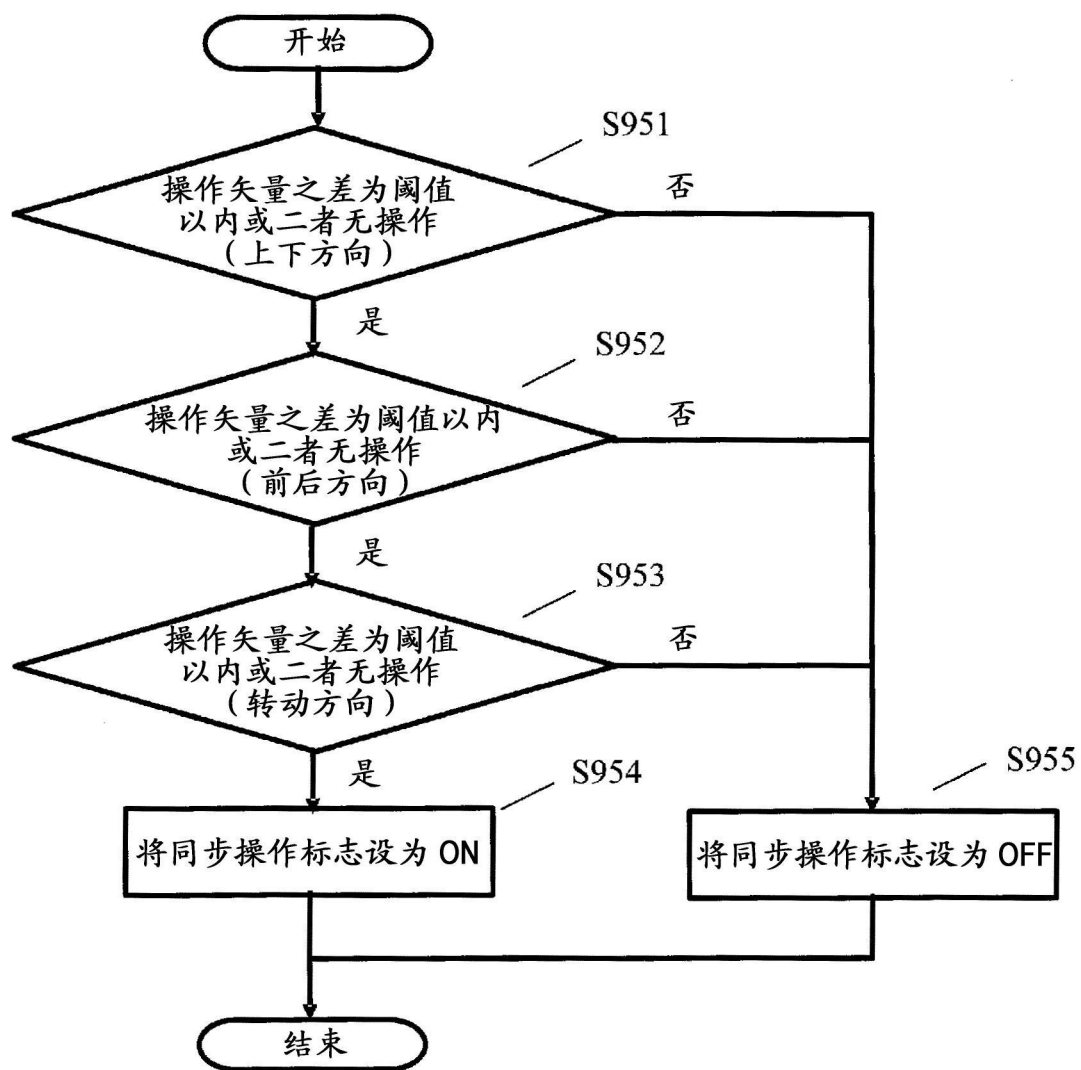 开始
S951
操作矢量之差为阈值
以内或二者无操作
(上下方向)
否
是
S952
操作矢量之差为阈值以内
或二者无操作
(前后方向)
否
是
S953
操作矢量之差为阈值
以内或二者无操作
(转动方向)
否
是
S954
将同步操作标志设为 ON
S955
将同步操作标志设为 OFF
结束